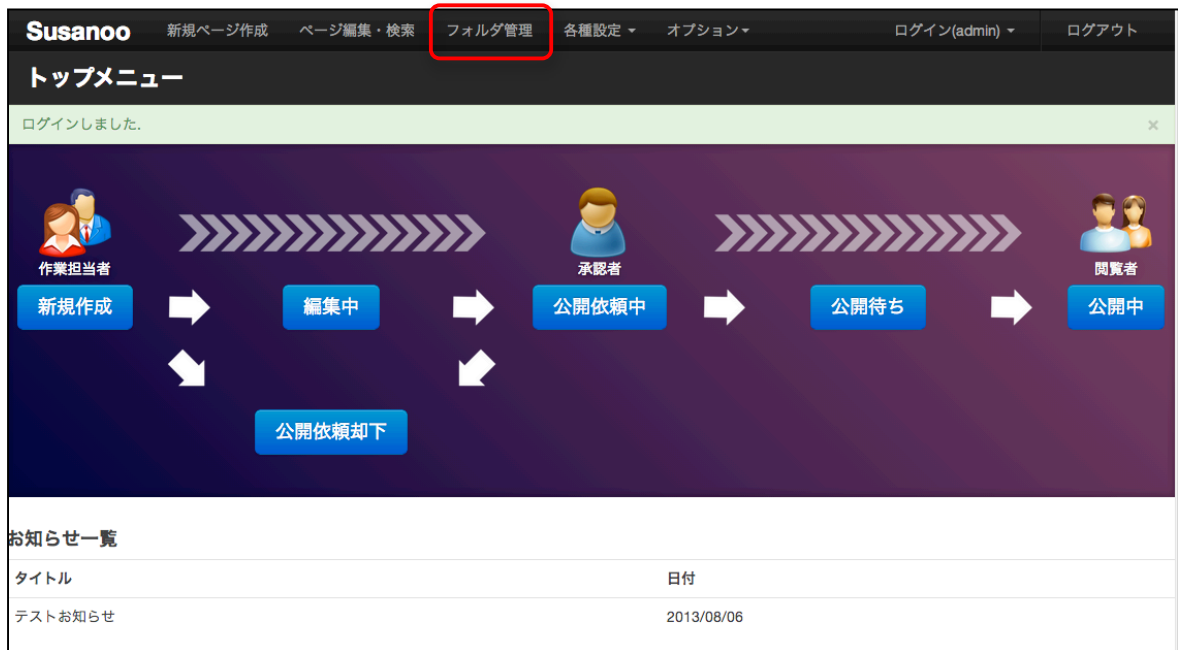 Susanoo 新規ページ作成 ページ編集・検索 フォルダ管理 各種設定 オプション ログイン(admin) ログアウト
トップメニュー
ログインしました. ×
作業担当者 承認者 閲覧者
新規作成 編集中 公開依頼中 公開待ち 公開中
公開依頼却下
お知らせ一覧
タイトル 日付
テストお知らせ 2013/08/06